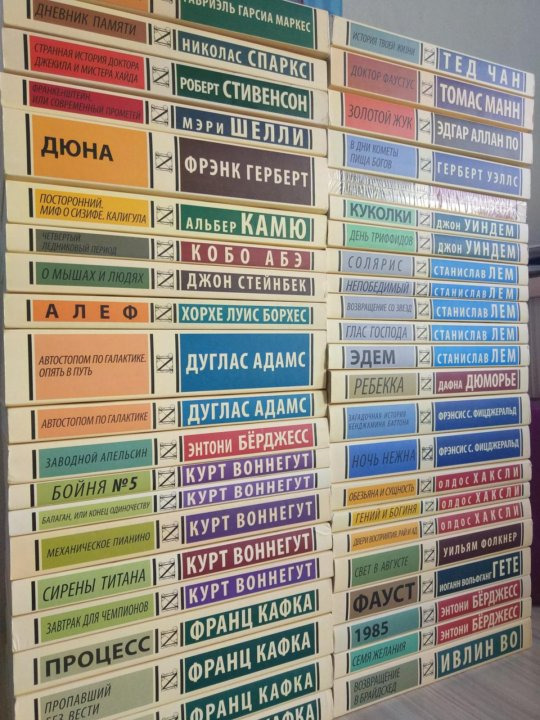 ГАБРИЭЛЬ ГАРСИА МАРКЕС
ДНЕВНИК ПАМЯТИ
НИКОЛАС СПАРКС
СТРАННАЯ ИСТОРИЯ ДОКТОРА
ДЖЕКИЛА И МИСТЕРА ХАЙДА
РОБЕРТ СТИВЕНСОН
ФРАНКЕНШТЕЙН,
ИЛИ СОВРЕМЕННЫЙ ПРОМЕТЕЙ
МЭРИ ШЕЛЛИ
ДЮНА
ФРЭНК ГЕРБЕРТ
ПОСТОРОННИЙ.
МИФ О СИЗИФЕ. КАЛИГУЛА
АЛЬБЕР КАМЮ
ЧЕТВЕРТЫЙ
ЛЕДНИКОВЫЙ ПЕРИОД
КОБО АБЭ
О МЫШАХ И ЛЮДЯХ
ДЖОН СТЕЙНБЕК
АЛЕФ
ХОРХЕ ЛУИС БОРХЕС
АВТОСТОПОМ ПО ГАЛАКТИКЕ.
ОПЯТЬ В ПУТЬ
ДУГЛАС АДАМС
АВТОСТОПОМ ПО ГАЛАКТИКЕ
ДУГЛАС АДАМС
ЗАВОДНОЙ АПЕЛЬСИН
ЭНТОНИ БЁРДЖЕСС
БОЙНЯ №5
КУРТ ВОННЕГУТ
БАЛАГАН, ИЛИ КОНЕЦ ОДИНОЧЕСТВУ
КУРТ ВОННЕГУТ
МЕХАНИЧЕСКОЕ ПИАНИНО
КУРТ ВОННЕГУТ
СИРЕНЫ ТИТАНА
КУРТ ВОННЕГУТ
ЗАВТРАК ДЛЯ ЧЕМПИОНОВ
КУРТ ВОННЕГУТ
ПРОЦЕСС
ФРАНЦ КАФКА
ПРОПАВШИЙ
БЕЗ ВЕСТИ
ФРАНЦ КАФКА
ФРАНЦ КАФКА
ИСТОРИЯ ТВОЕЙ ЖИЗНИ
ТЕД ЧАН
ДОКТОР ФАУСТУС
ТОМАС МАНН
ЗОЛОТОЙ ЖУК
ЭДГАР АЛЛАН ПО
В ДНИ КОМЕТЫ
ПИЩА БОГОВ
ГЕРБЕРТ УЭЛЛС
КУКОЛКИ
ДЖОН УИНДЕМ
ДЕНЬ ТРИФФИДОВ
ДЖОН УИНДЕМ
СОЛЯРИС
СТАНИСЛАВ ЛЕМ
НЕПОБЕДИМЫЙ
СТАНИСЛАВ ЛЕМ
ВОЗВРАЩЕНИЕ СО ЗВЕЗД
СТАНИСЛАВ ЛЕМ
ГЛАС ГОСПОДА
СТАНИСЛАВ ЛЕМ
ЭДЕМ
СТАНИСЛАВ ЛЕМ
РЕБЕККА
ДАФНА ДЮМОРЬЕ
ЗАГАДОЧНАЯ ИСТОРИЯ
БЕНДЖАМИНА БАТТОНА
ФРЭНСИС С. ФИЦДЖЕРАЛЬД
НОЧЬ НЕЖНА
ФРЭНСИС С. ФИЦДЖЕРАЛЬД
ОБЕЗЬЯНА И СУЩНОСТЬ
ОЛДОС ХАКСЛИ
ГЕНИЙ И БОГИНЯ
ОЛДОС ХАКСЛИ
ДВЕРИ ВОСПРИЯТИЯ РАЙ И АД
ОЛДОС ХАКСЛИ
СВЕТ В АВГУСТЕ
УИЛЬЯМ ФОЛКНЕР
ФАУСТ
ИОГАНН ВОЛЬФГАНГ ГЕТЕ
1985
ЭНТОНИ БЁРДЖЕСС
СЕМЯ ЖЕЛАНИЯ
ЭНТОНИ БЁРДЖЕСС
ВОЗВРАЩЕНИЕ
В БРАЙДСХЕД
ИВЛИН ВО